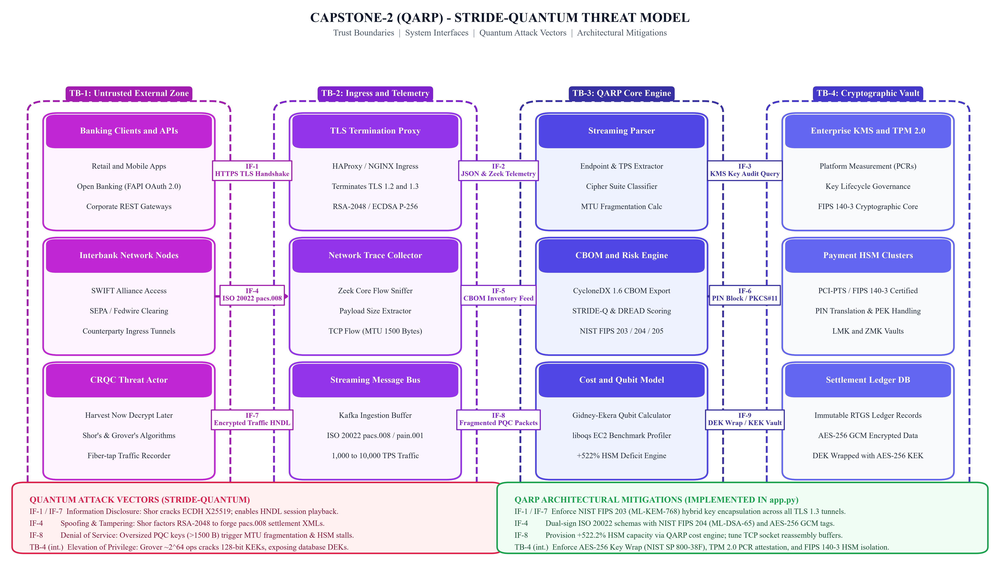 CAPSTONE-2 (QARP) - STRIDE-QUANTUM THREAT MODEL
Trust Boundaries | System Interfaces | Quantum Attack Vectors | Architectural Mitigations
TB-1: Untrusted External Zone
Banking Clients and APIs
Retail and Mobile Apps
Open Banking (FAPI OAuth 2.0)
Corporate REST Gateways
Interbank Network Nodes
SWIFT Alliance Access
SEPA / Fedwire Clearing
Counterparty Ingress Tunnels
CRQC Threat Actor
Harvest Now Decrypt Later
Shor's & Grover's Algorithms
Fiber-tap Traffic Recorder
IF-1
HTTPS TLS Handshake
IF-4
ISO 20022 pacs.008
IF-7
Encrypted Traffic HNDL
TB-2: Ingress and Telemetry
TLS Termination Proxy
HAProxy / NGINX Ingress
Terminates TLS 1.2 and 1.3
RSA-2048 / ECDSA P-256
Network Trace Collector
Zeek Core Flow Sniffer
Payload Size Extractor
TCP Flow (MTU 1500 Bytes)
Streaming Message Bus
Kafka Ingestion Buffer
ISO 20022 pacs.008 / pain.001
1,000 to 10,000 TPS Traffic
IF-2
JSON & Zeek Telemetry
IF-5
CBOM Inventory Feed
IF-8
Fragmented PQC Packets
TB-3: QARP Core Engine
Streaming Parser
Endpoint & TPS Extractor
Cipher Suite Classifier
MTU Fragmentation Calc
CBOM and Risk Engine
CycloneDX 1.6 CBOM Export
STRIDE-Q & DREAD Scoring
NIST FIPS 203 / 204 / 205
Cost and Qubit Model
Gidney-Ekera Qubit Calculator
liboqs EC2 Benchmark Profiler
+522% HSM Deficit Engine
IF-3
KMS Key Audit Query
IF-6
PIN Block / PKCS#11
IF-9
DEK Wrap / KEK Vault
TB-4: Cryptographic Vault
Enterprise KMS and TPM 2.0
Platform Measurement (PCRs)
Key Lifecycle Governance
FIPS 140-3 Cryptographic Core
Payment HSM Clusters
PCI-PTS / FIPS 140-3 Certified
PIN Translation & PEK Handling
LMK and ZMK Vaults
Settlement Ledger DB
Immutable RTGS Ledger Records
AES-256 GCM Encrypted Data
DEK Wrapped with AES-256 KEK
QUANTUM ATTACK VECTORS (STRIDE-QUANTUM)
IF-1 / IF-7 Information Disclosure: Shor cracks ECDH X25519; enables HNDL session playback.
IF-4 Spoofing & Tampering: Shor factors RSA-2048 to forge pacs.008 settlement XMLs.
IF-8 Denial of Service: Oversized PQC keys (>1500 B) trigger MTU fragmentation & HSM stalls.
TB-4 (int.) Elevation of Privilege: Grover ~2^64 ops cracks 128-bit KEKs, exposing database DEKs.
QARP ARCHITECTURAL MITIGATIONS (IMPLEMENTED IN app.py)
IF-1 / IF-7 Enforce NIST FIPS 203 (ML-KEM-768) hybrid key encapsulation across all TLS 1.3 tunnels.
IF-4 Dual-sign ISO 20022 schemas with NIST FIPS 204 (ML-DSA-65) and AES-256 GCM tags.
IF-8 Provision +522.2% HSM capacity via QARP cost engine; tune TCP socket reassembly buffers.
TB-4 (int.) Enforce AES-256 Key Wrap (NIST SP 800-38F), TPM 2.0 PCR attestation, and FIPS 140-3 HSM isolation.